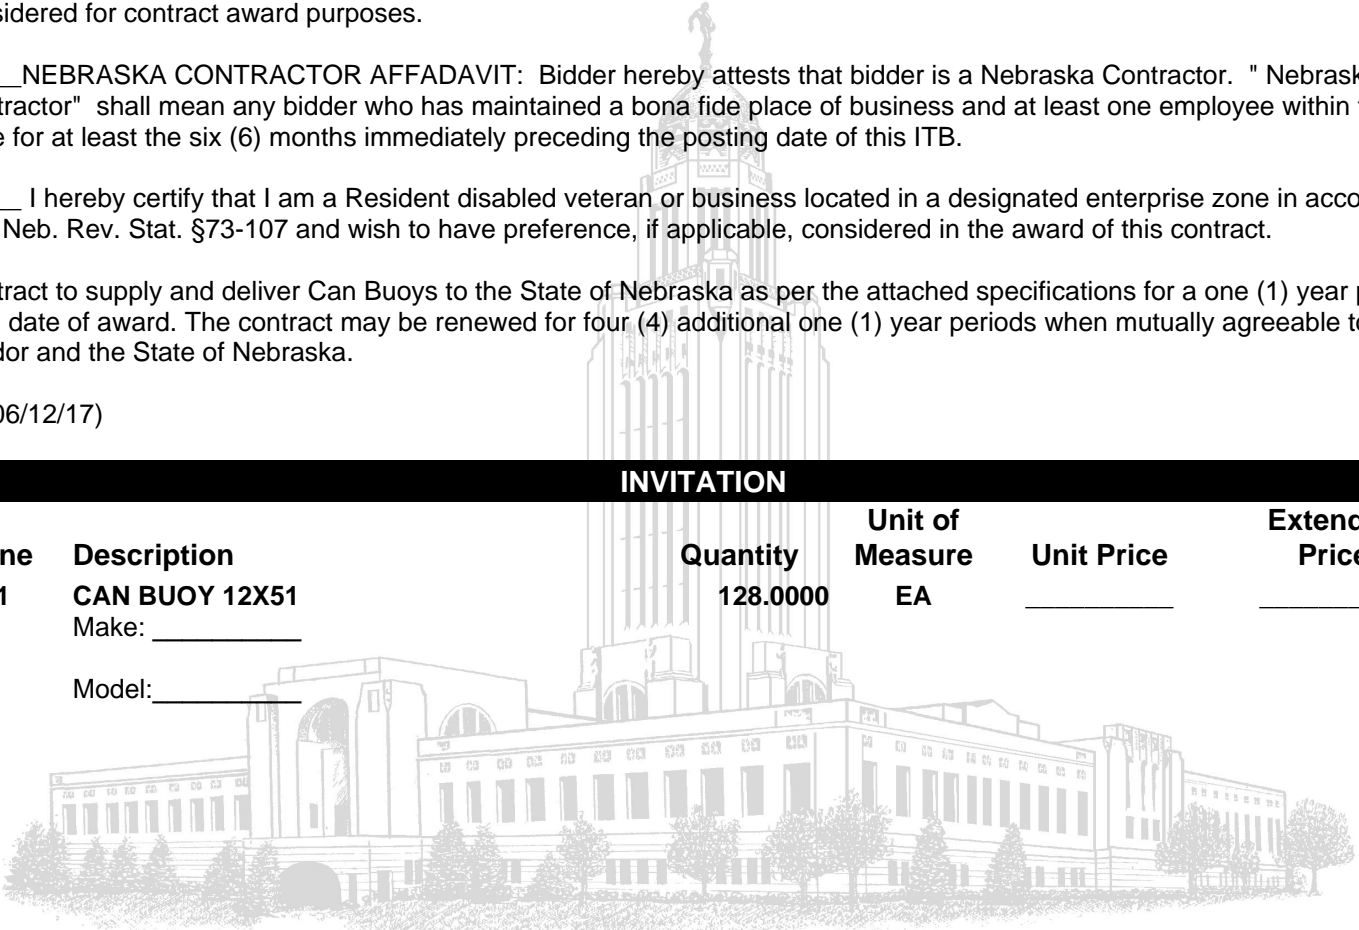 sidered for contract award purposes.
__NEBRASKA CONTRACTOR AFFADAVIT: Bidder hereby attests that bidder is a Nebraska Contractor. " Nebrask
tractor" shall mean any bidder who has maintained a bona fide place of business and at least one employee within
e for at least the six (6) months immediately preceding the posting date of this ITB.
__ I hereby certify that I am a Resident disabled veteran or business located in a designated enterprise zone in acco
Neb. Rev. Stat. §73-107 and wish to have preference, if applicable, considered in the award of this contract.
tract to supply and deliver Can Buoys to the State of Nebraska as per the attached specifications for a one (1) year p
date of award. The contract may be renewed for four (4) additional one (1) year periods when mutually agreeable to
dor and the State of Nebraska.
06/12/17)
INVITATION
Unit of Extend
ne Description Quantity Measure Unit Price Price
1 CAN BUOY 12X51 128.0000 EA __________ _______
Make: __________
Model:__________